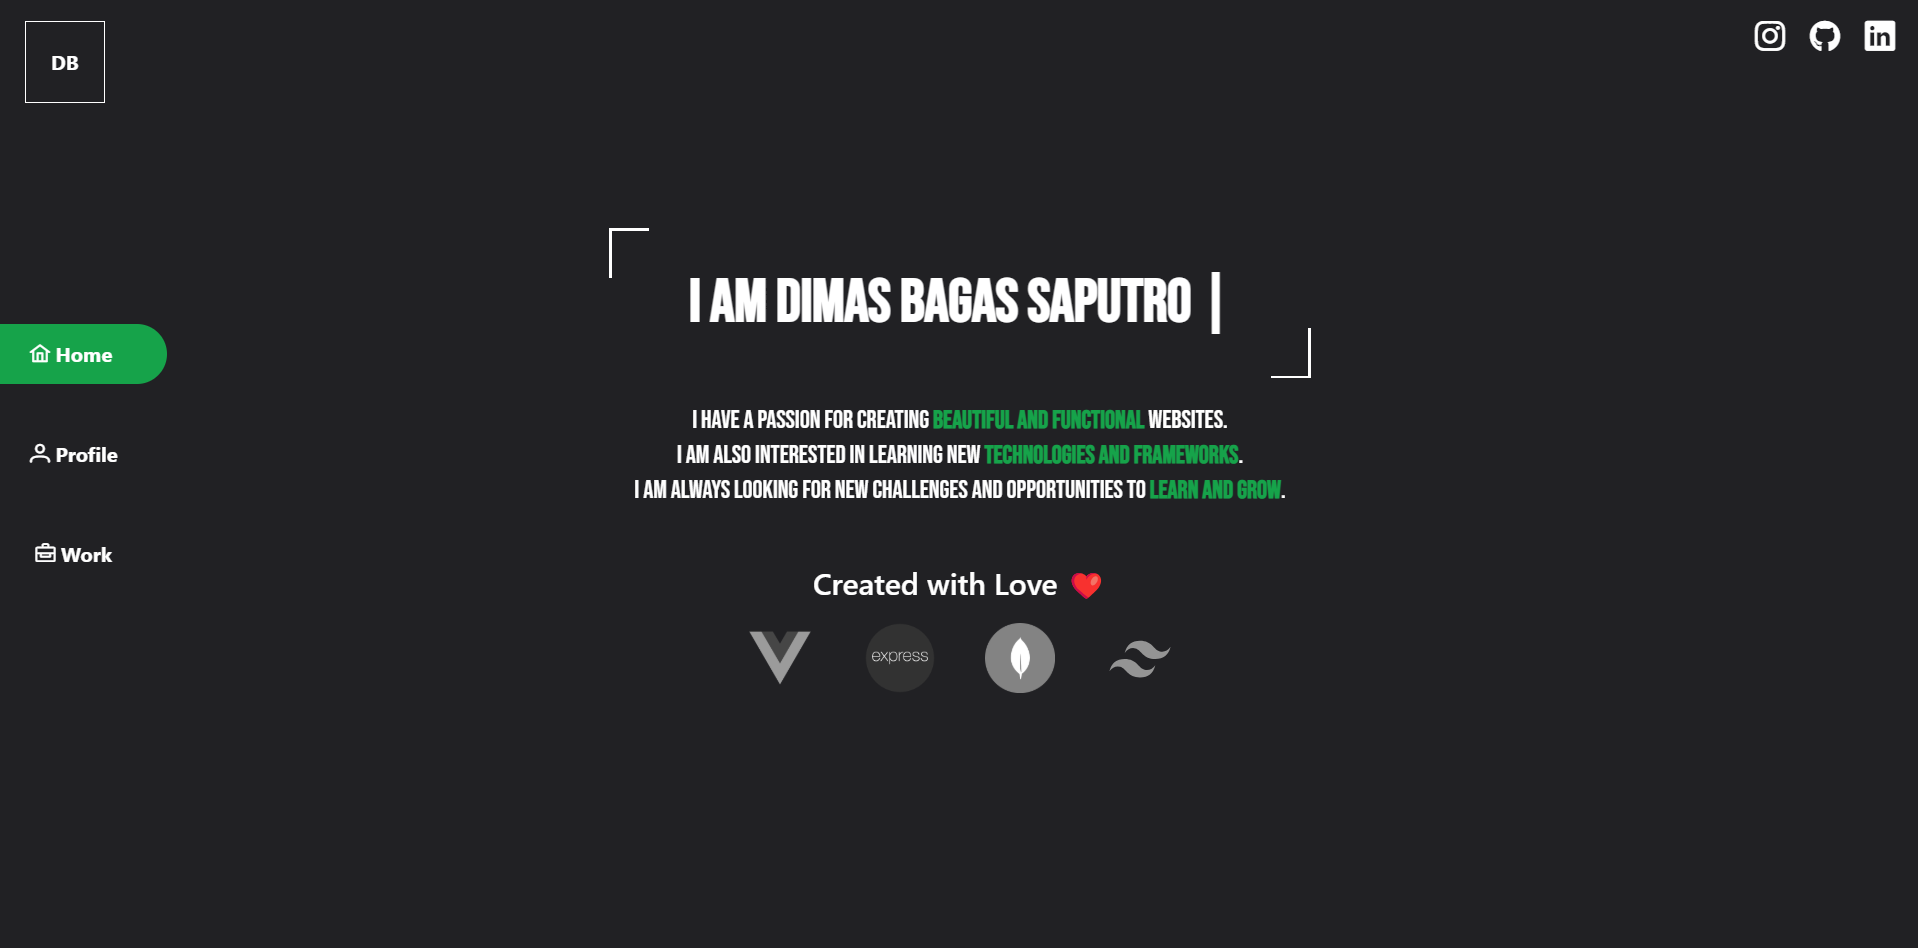 DB
I AM DIMAS BAGAS SAPUTRO |
Home
Profile
Work
I HAVE A PASSION FOR CREATING BEAUTIFUL AND FUNCTIONAL WEBSITES.
I AM ALSO INTERESTED IN LEARNING NEW TECHNOLOGIES AND FRAMEWORKS.
I AM ALWAYS LOOKING FOR NEW CHALLENGES AND OPPORTUNITIES TO LEARN AND GROW.
Created with Love ❤️
express